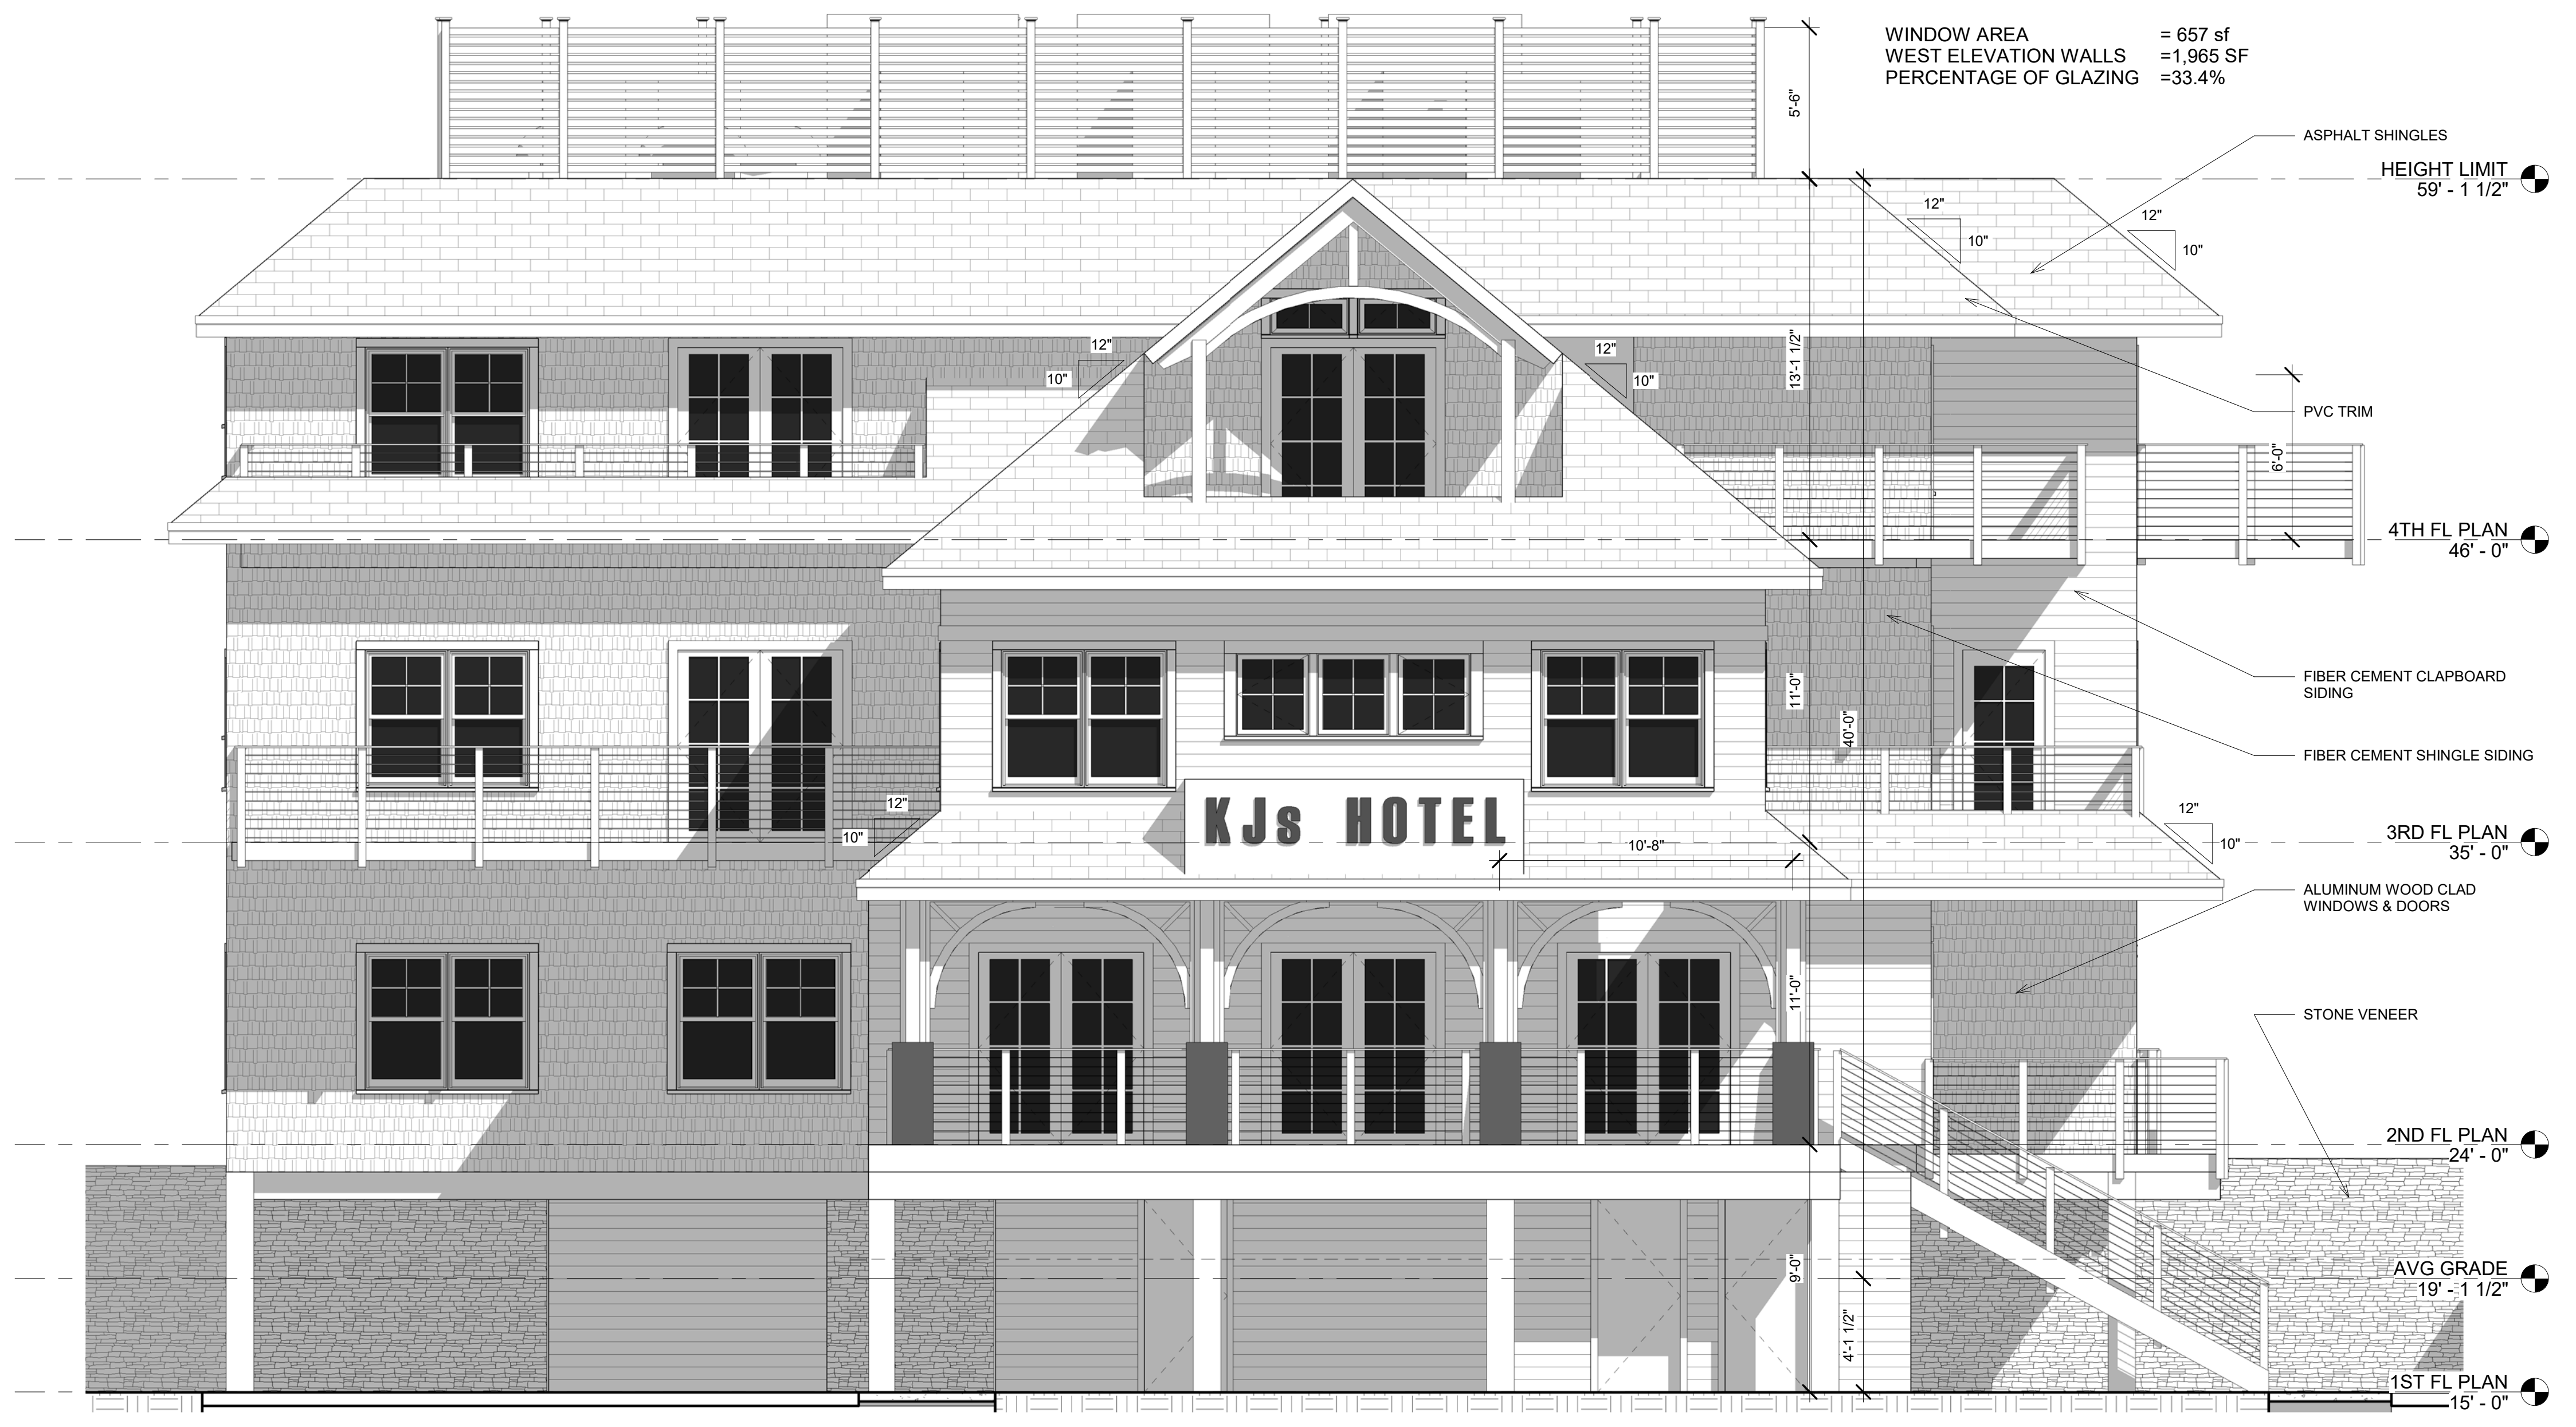 WINDOW AREA = 657 sf
WEST ELEVATION WALLS =1,965 SF
PERCENTAGE OF GLAZING =33.4%
5'-6"
ASPHALT SHINGLES
HEIGHT LIMIT
59' - 1 1/2"
12"
10"
12"
10"
12"
10"
12"
10"
13'-1 1/2"
PVC TRIM
6'-0"
4TH FL PLAN
46' - 0"
FIBER CEMENT CLAPBOARD
SIDING
11'-0"
40'-0"
FIBER CEMENT SHINGLE SIDING
KJs HOTEL
12"
10"
10'-8"
12"
10"
3RD FL PLAN
35' - 0"
ALUMINUM WOOD CLAD
WINDOWS & DOORS
11'-0"
STONE VENEER
2ND FL PLAN
24' - 0"
9'-0"
AVG GRADE
19' - 1 1/2"
4'-1 1/2"
1ST FL PLAN
15' - 0"